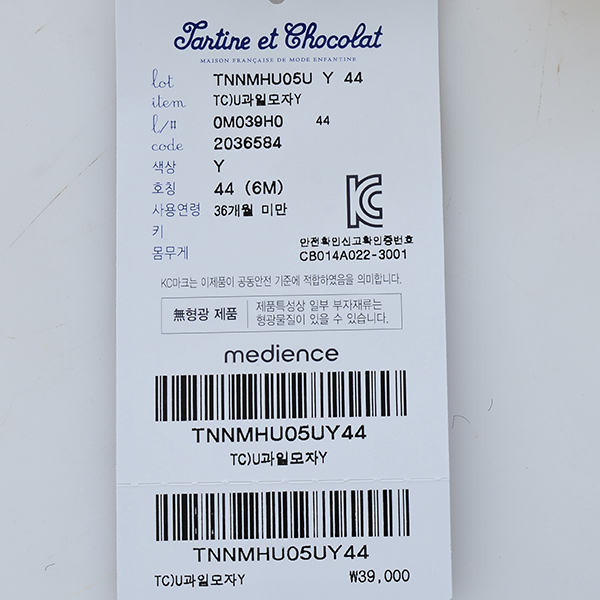 Tartine et Chocolat
MAISON FRANÇAISE DE MODE ENFANTINE
lot TNNMHU05U Y 44
item TC)U과일모자Y
l/# 0M039H0 44
code 2036584
색상 Y
호칭 44 (6M)
사용연령 36개월 미만
키
몸무게
KC
안전확인신고확인증번호
CB014A022-3001
KC마크는 이제품이 공통안전 기준에 적합하였음을 의미합니다.
無형광 제품 제품특성상 일부 부자재류는
형광물질이 있을 수 있습니다.
medience
TNNMHU05UY44
TC)U과일모자Y
TNNMHU05UY44
TC)U과일모자Y ₩39,000